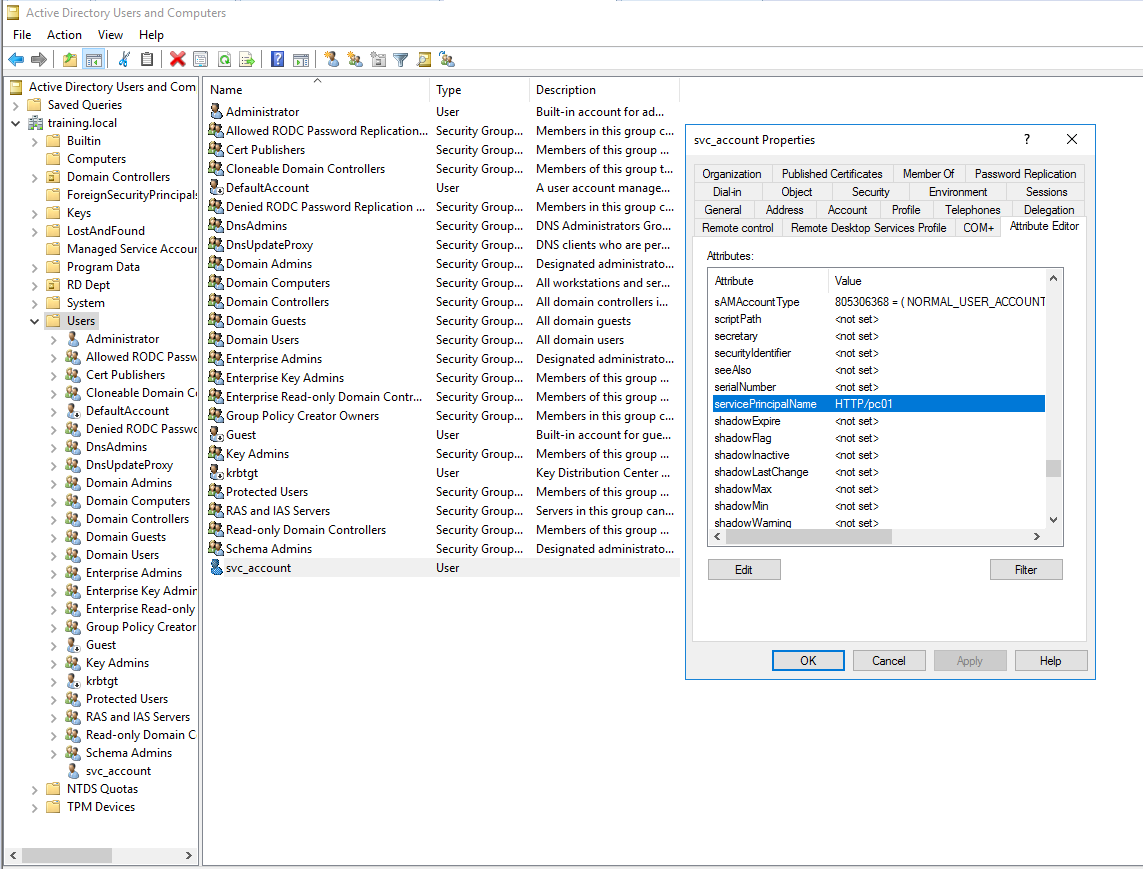 Active Directory Users and Computers
File Action View Help
Active Directory Users and Com
Saved Queries
training.local
Builtin
Computers
Domain Controllers
ForeignSecurityPrincipals
Keys
LostAndFound
Managed Service Accour
Program Data
RD Dept
System
Users
Administrator
Allowed RODC Passw
Cert Publishers
Cloneable Domain Co
DefaultAccount
Denied RODC Passwo
DnsAdmins
DnsUpdateProxy
Domain Admins
Domain Computers
Domain Controllers
Domain Guests
Domain Users
Enterprise Admins
Enterprise Key Admir
Enterprise Read-only
Group Policy Creator
Guest
Key Admins
krbtgt
Protected Users
RAS and IAS Servers
Read-only Domain C
Schema Admins
svc_account
NTDS Quotas
TPM Devices
Name Type Description
Administrator User Built-in account for ad...
Allowed RODC Password Replication... Security Group... Members in this group c...
Cert Publishers Security Group... Members of this group ...
Cloneable Domain Controllers Security Group... Members of this group t...
DefaultAccount User A user account manage...
Denied RODC Password Replication ... Security Group... Members in this group c...
DnsAdmins Security Group... DNS Administrators Gro...
DnsUpdateProxy Security Group... DNS clients who are per...
Domain Admins Security Group... Designated administrato...
Domain Computers Security Group... All workstations and ser...
Domain Controllers Security Group... All domain controllers i...
Domain Guests Security Group... All domain guests
Domain Users Security Group... All domain users
Enterprise Admins Security Group... Designated administrato...
Enterprise Key Admins Security Group... Members of this group ...
Enterprise Read-only Domain Contr... Security Group... Members of this group ...
Group Policy Creator Owners Security Group... Members in this group c...
Guest User Built-in account for gue...
Key Admins Security Group... Members of this group ...
krbtgt User Key Distribution Center ...
Protected Users Security Group... Members of this group ...
RAS and IAS Servers Security Group... Servers in this group can...
Read-only Domain Controllers Security Group... Members of this group ...
Schema Admins Security Group... Designated administrato...
svc_account User
svc_account Properties ?
Organization Published Certificates Member Of Password Replication
Dial-in Object Security Environment Sessions
General Address Account Profile Telephones Delegation
Remote control Remote Desktop Services Profile COM+ Attribute Editor
Attributes:
Attribute Value
sAMAccountType 805306368 = ( NORMAL_USER_ACCOUNT
scriptPath <not set>
secretary <not set>
securityIdentifier <not set>
seeAlso <not set>
serialNumber <not set>
servicePrincipalName HTTP/pc01
shadowExpire <not set>
shadowFlag <not set>
shadowInactive <not set>
shadowLastChange <not set>
shadowMax <not set>
shadowMin <not set>
shadowWarning <not set>
Edit Filter
OK Cancel Apply Help